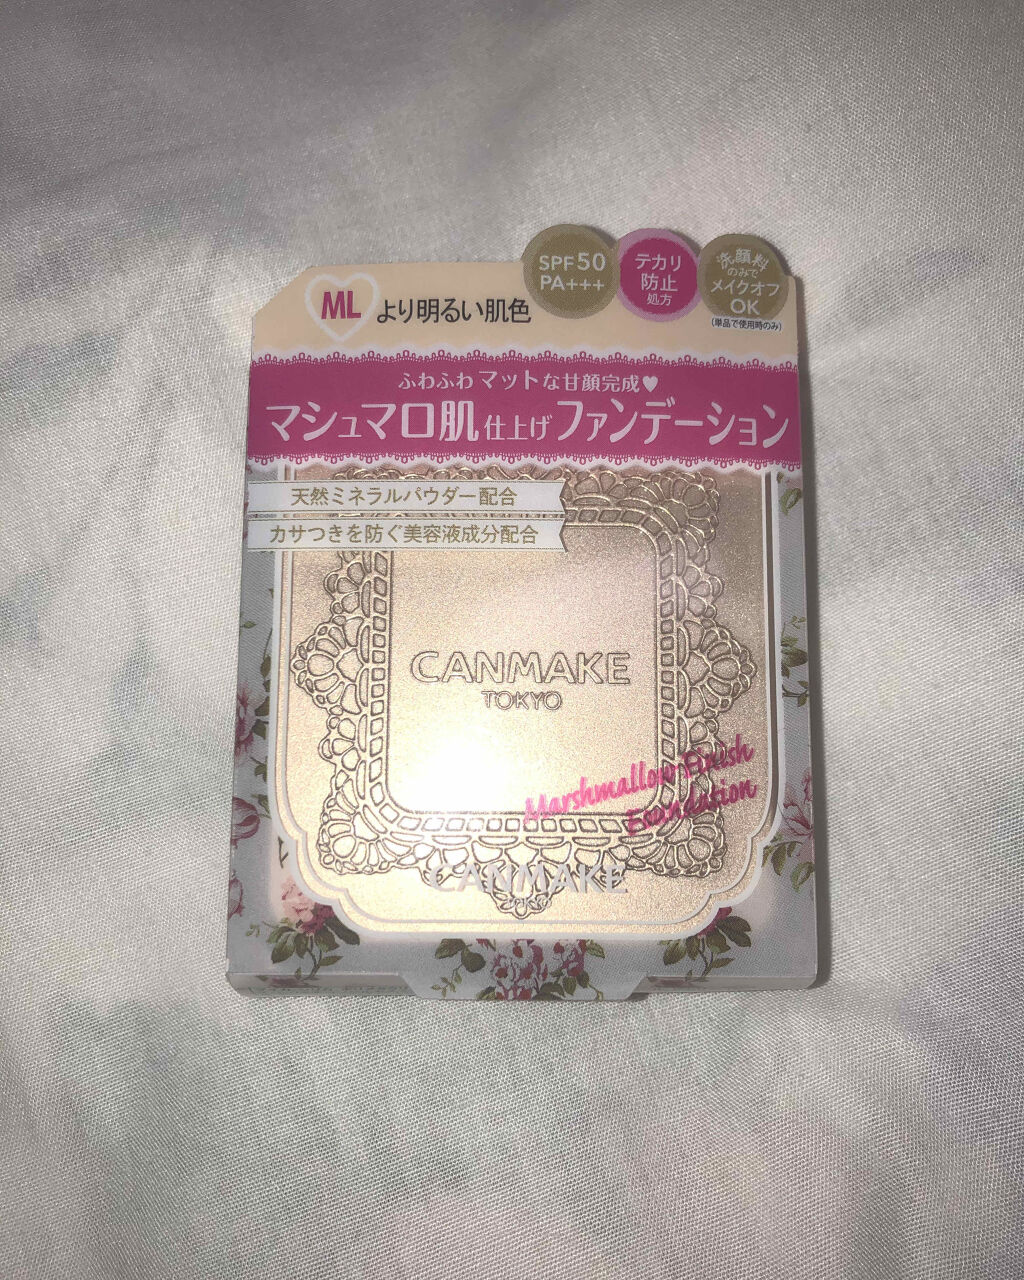 ML より明るい肌色
SPF50
PA+++
テカリ
防止
処方
洗顔料
のみで
メイクオフ
OK
(単品で使用時のみ)
ふわふわマットな甘顔完成♥
マシュマロ肌仕上げファンデーション
天然ミネラルパウダー配合
カサつきを防ぐ美容液成分配合
CANMAKE
TOKYO
Marshmallow Finish
Foundation
CANMAKE
TOKYO